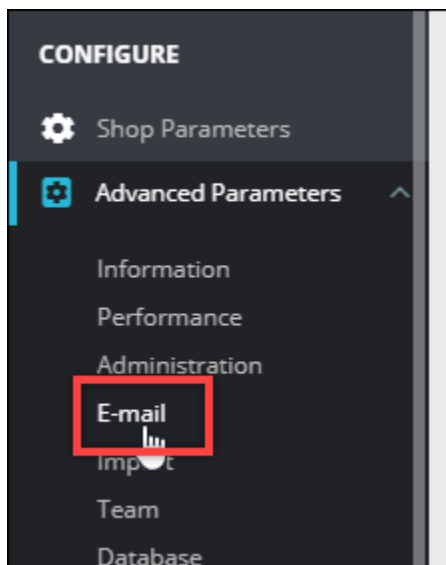 CONFIGURE
Shop Parameters
Advanced Parameters
Information
Performance
Administration
E-mail
Team
Database